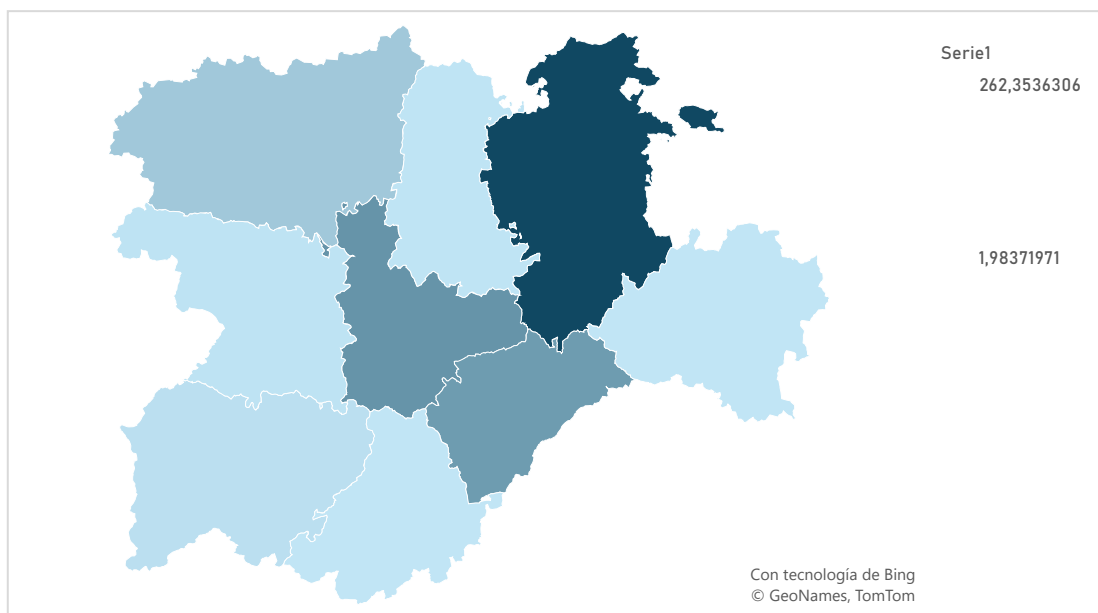 Serie1
262,3536306
1,98371971
Con tecnología de Bing
© GeoNames, TomTom